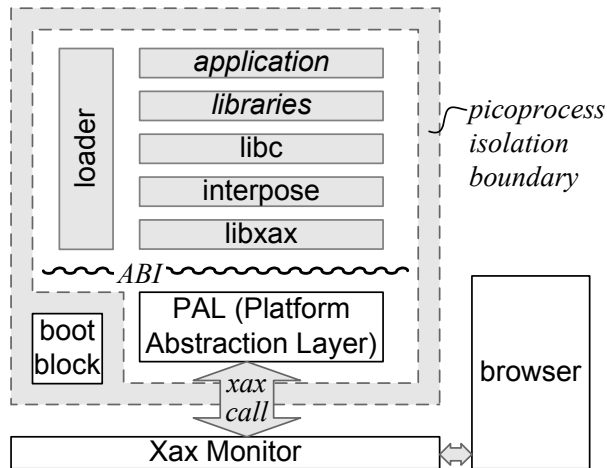 application
libraries
libc
interpose
libxax
loader
picoprocess
isolation
boundary
ABI
PAL (Platform
Abstraction Layer)
boot
block
xax
call
browser
Xax Monitor